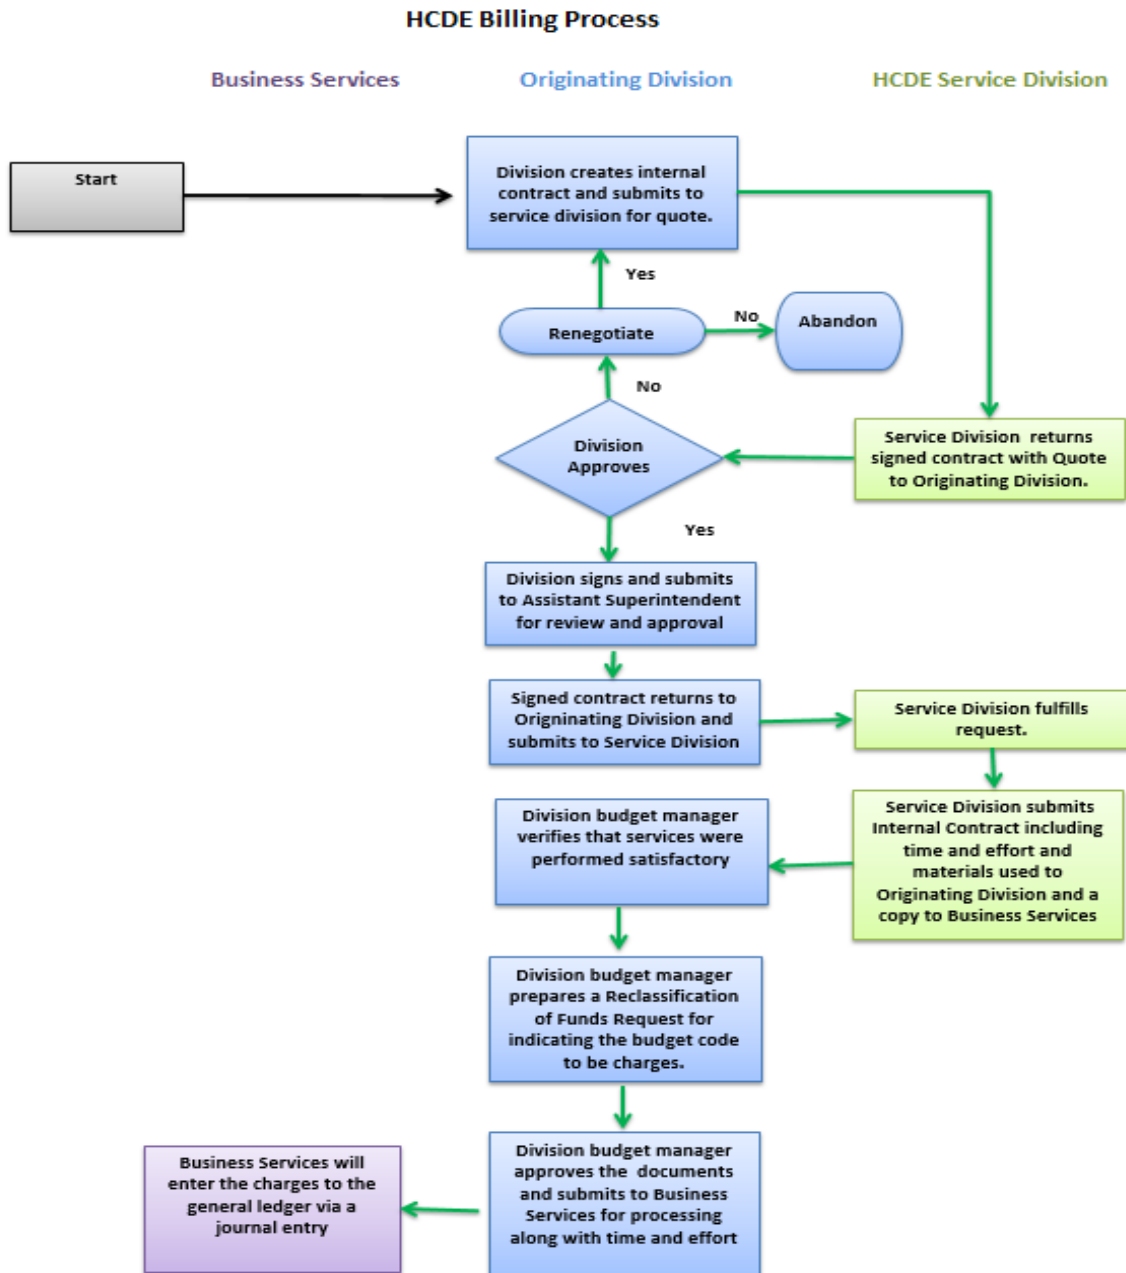 HCDE Billing Process
Business Services
Originating Division
HCDE Service Division
Start
Division creates internal
contract and submits to
service division for quote.
Yes
Renegotiate
No
Abandon
No
Division
Approves
Service Division returns
signed contract with Quote
to Originating Division.
Yes
Division signs and submits
to Assistant Superintendent
for review and approval
Signed contract returns to
Origninating Division and
submits to Service Division
Service Division fulfills
request.
Service Division submits
Internal Contract including
time and effort and
materials used to
Originating Division and a
copy to Business Services
Division budget manager
verifies that services were
performed satisfactory
Division budget manager
prepares a Reclassification
of Funds Request for
indicating the budget code
to be charges.
Division budget manager
approves the documents
and submits to Business
Services for processing
along with time and effort
Business Services will
enter the charges to the
general ledger via a
journal entry